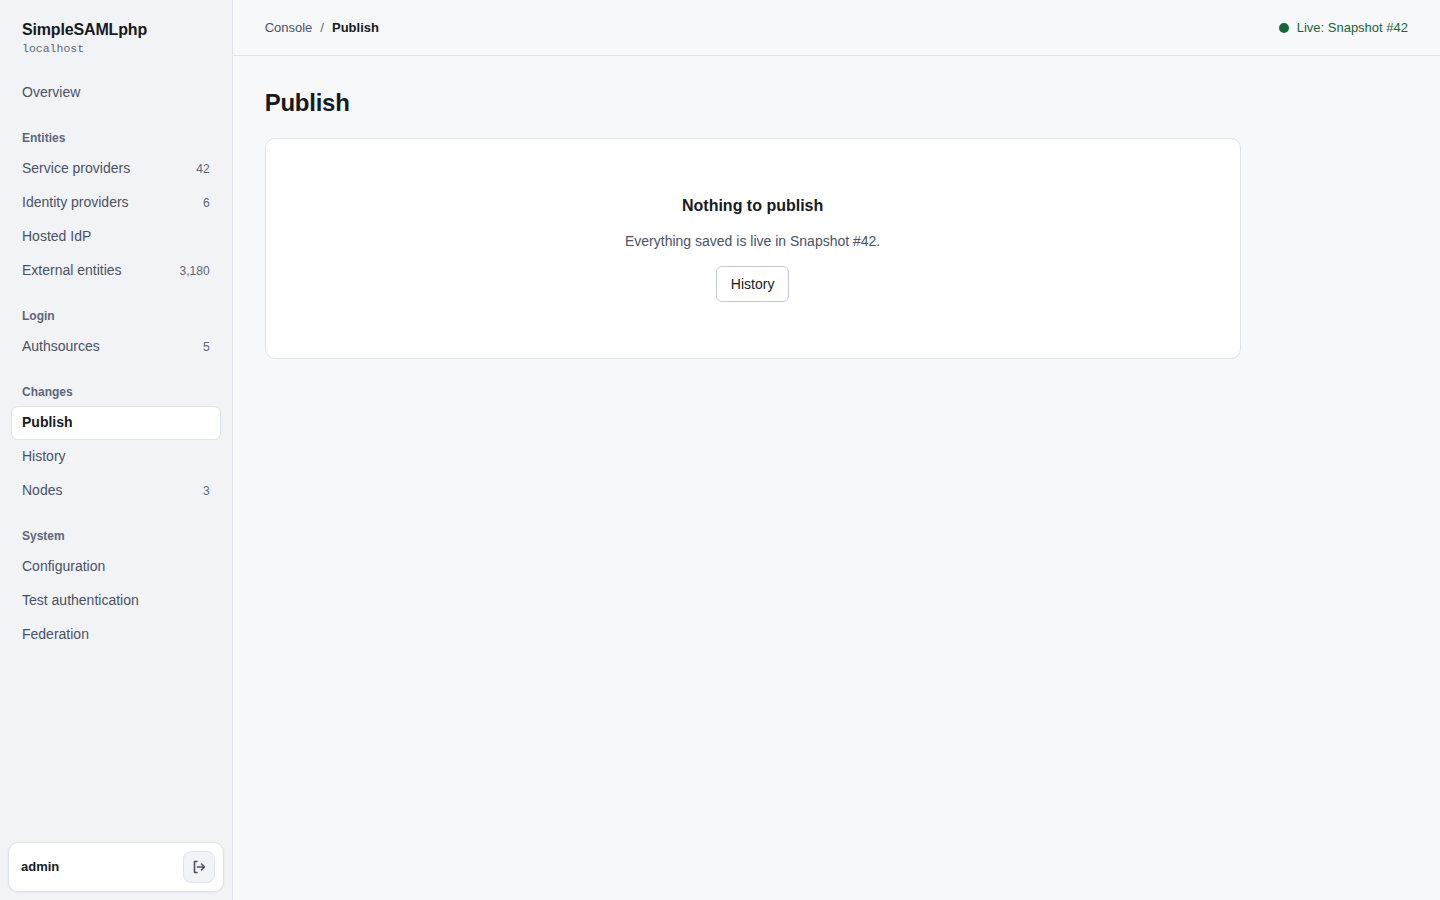 SimpleSAMLphp
localhost
Overview
Entities
Service providers 42
Identity providers 6
Hosted IdP
External entities 3,180
Login
Authsources 5
Changes
Publish
History
Nodes 3
System
Configuration
Test authentication
Federation
admin
Console / Publish
Live: Snapshot #42
Publish
Nothing to publish
Everything saved is live in Snapshot #42.
History